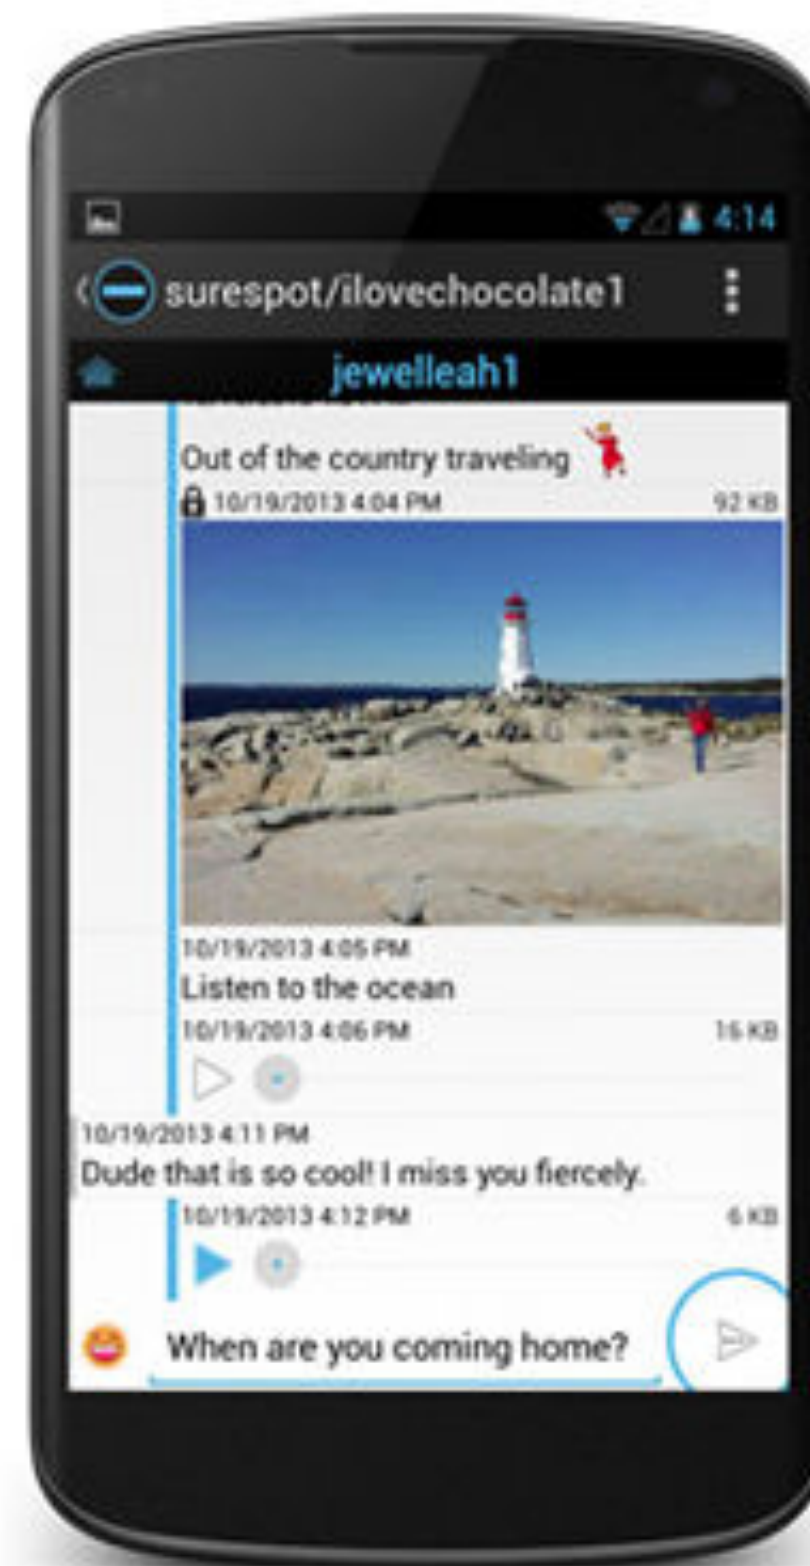 4:14
surespot/ilovechocolate1
jewelleah1
Out of the country traveling
10/19/2013 4:04 PM 92 KB
10/19/2013 4:05 PM
Listen to the ocean
10/19/2013 4:06 PM 16 KB
10/19/2013 4:11 PM
Dude that is so cool! I miss you fiercely.
10/19/2013 4:12 PM 6 KB
When are you coming home?